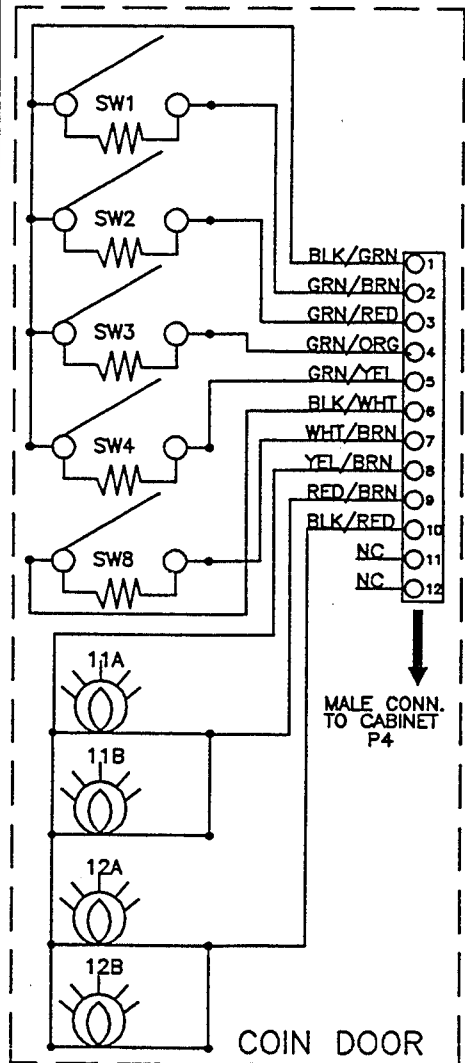 SW1
SW2
SW3
SW4
SW8
BLK/GRN 1
GRN/BRN 2
GRN/RED 3
GRN/ORG 4
GRN/YEL 5
BLK/WHT 6
WHT/BRN 7
YEL/BRN 8
RED/BRN 9
BLK/RED 10
NC 11
NC 12
MALE CONN.
TO CABINET
P4
11A
11B
12A
12B
COIN DOOR